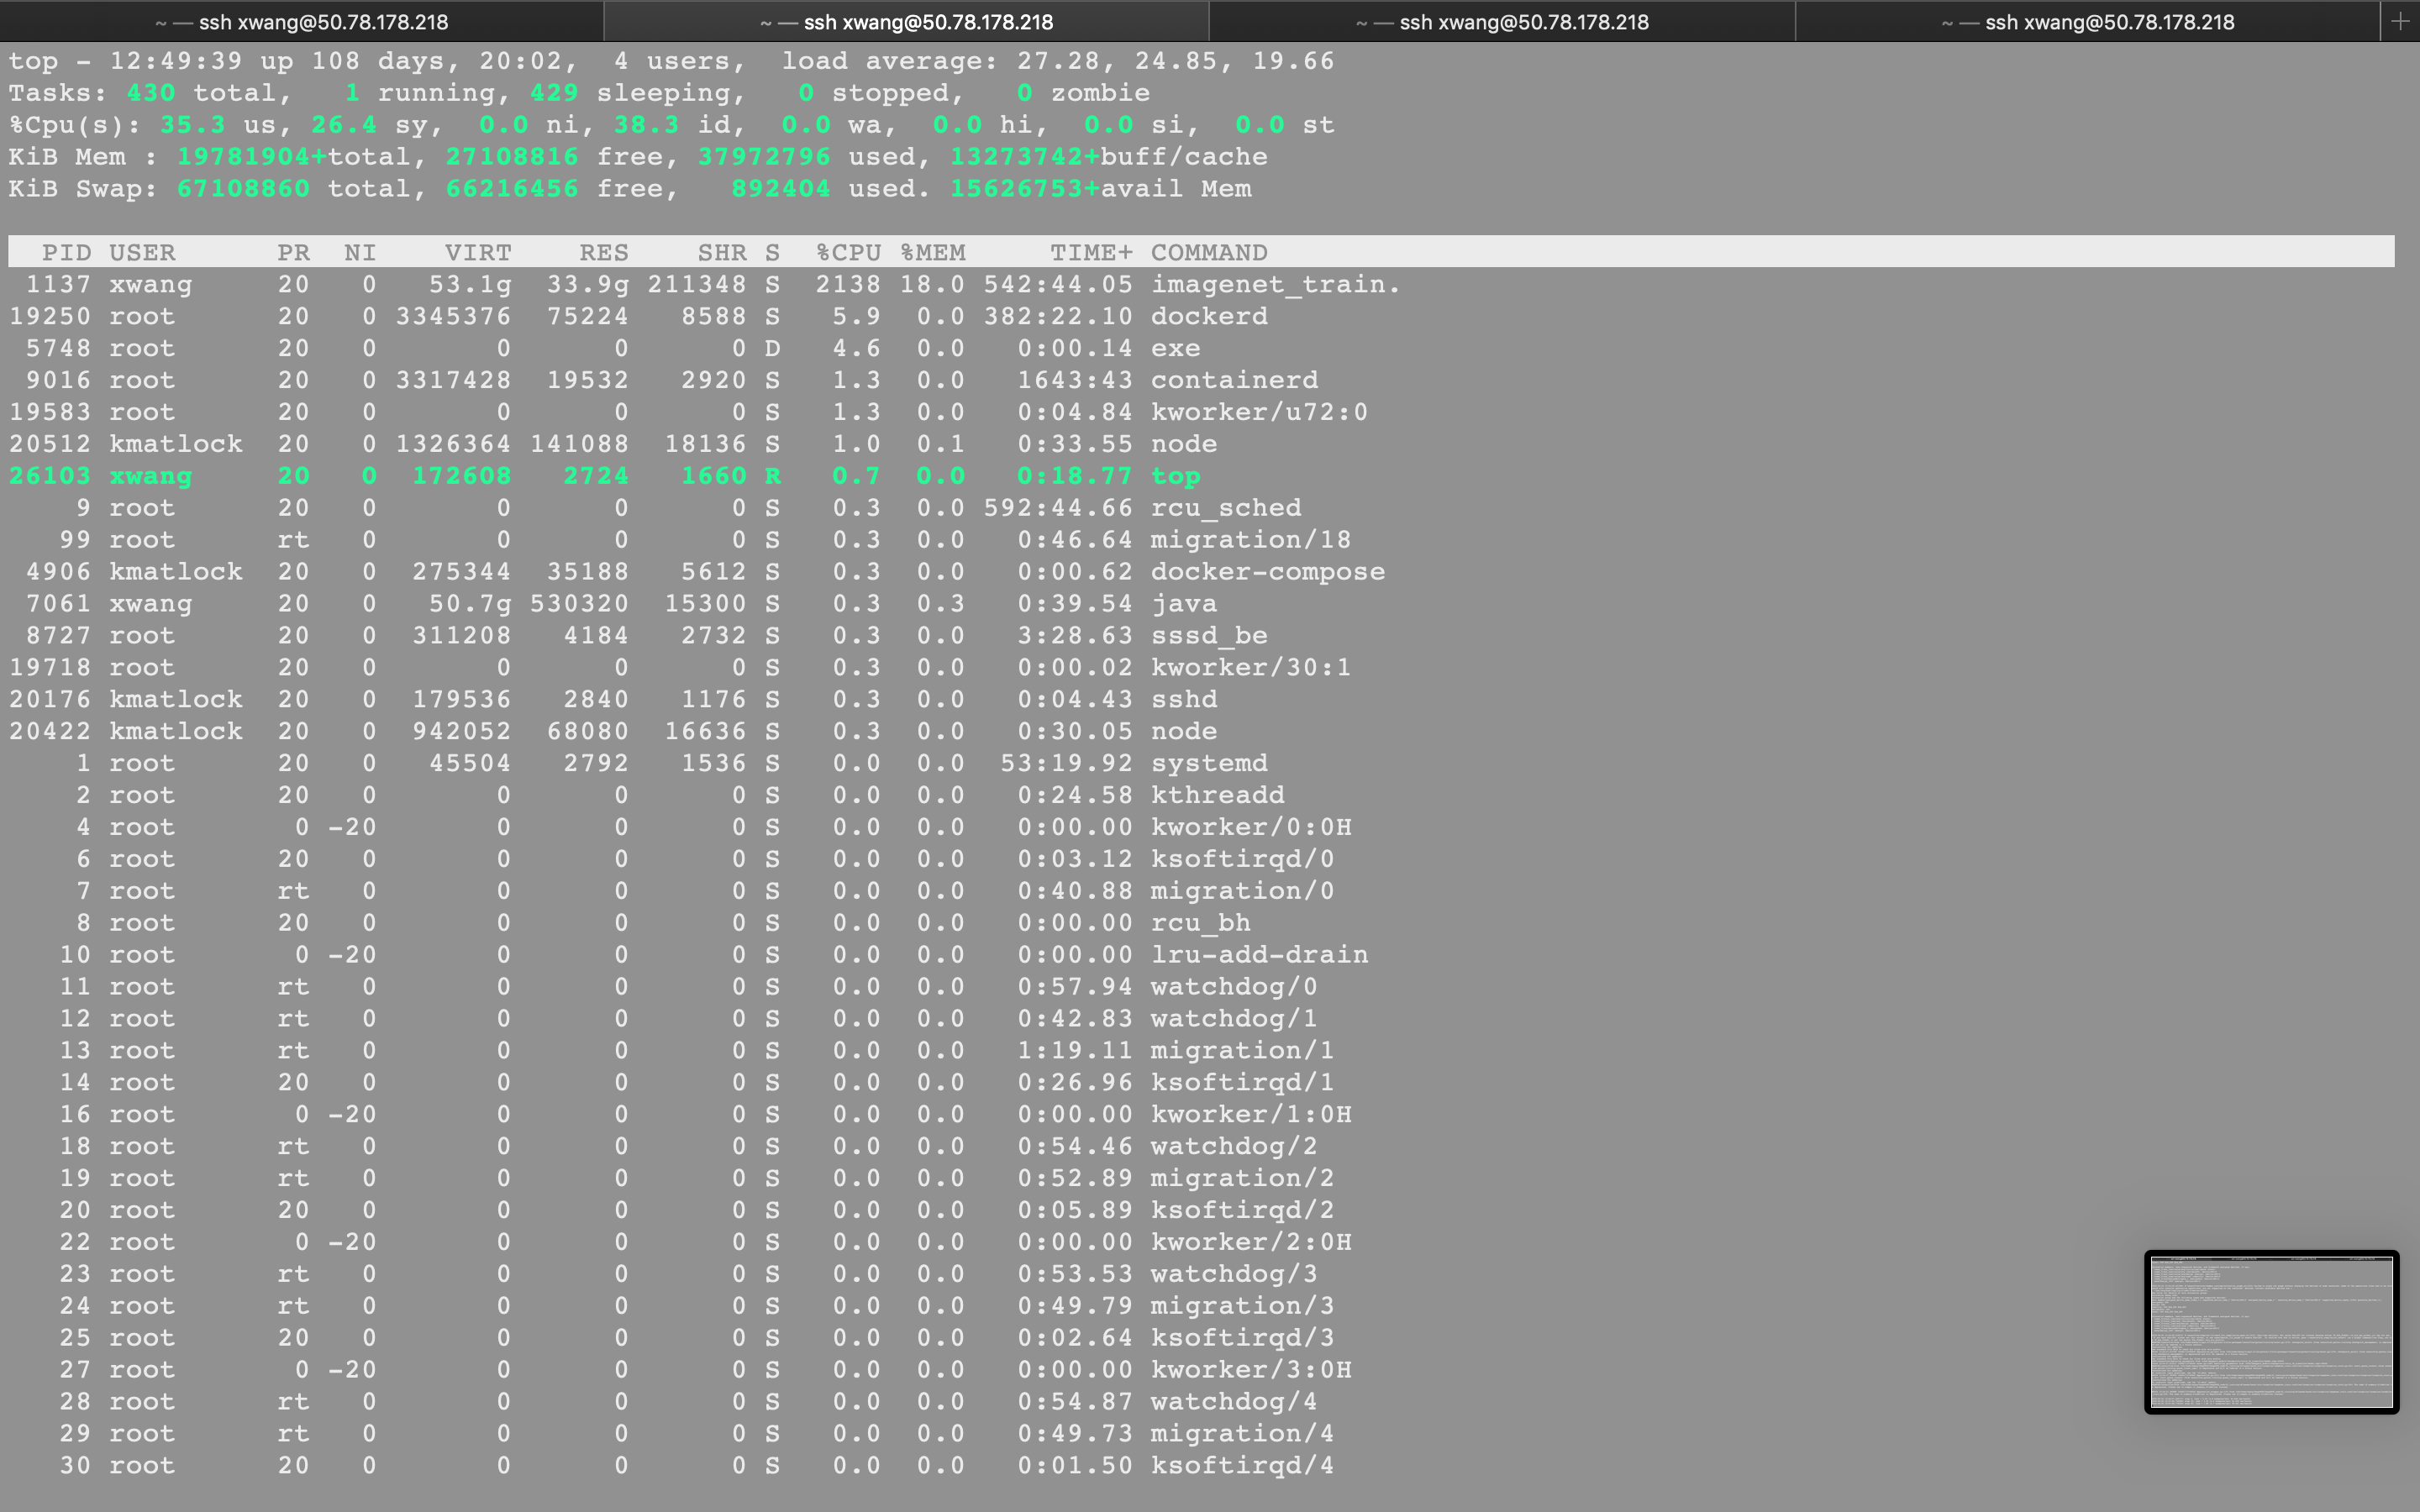 ~ — ssh xwang@50.78.178.218 ~ — ssh xwang@50.78.178.218 ~ — ssh xwang@50.78.178.218 ~ — ssh xwang@50.78.178.218 +
top - 12:49:39 up 108 days, 20:02,  4 users,  load average: 27.28, 24.85, 19.66
Tasks: 430 total,   1 running, 429 sleeping,   0 stopped,   0 zombie
%Cpu(s): 35.3 us, 26.4 sy,  0.0 ni, 38.3 id,  0.0 wa,  0.0 hi,  0.0 si,  0.0 st
KiB Mem : 19781904+total, 27108816 free, 37972796 used, 13273742+buff/cache
KiB Swap: 67108860 total, 66216456 free,   892404 used. 15626753+avail Mem
PID USER PR NI VIRT RES SHR S %CPU %MEM TIME+ COMMAND
1137 xwang 20 0 53.1g 33.9g 211348 S 2138 18.0 542:44.05 imagenet_train.
19250 root 20 0 3345376 75224 8588 S 5.9 0.0 382:22.10 dockerd
5748 root 20 0 0 0 0 D 4.6 0.0 0:00.14 exe
9016 root 20 0 3317428 19532 2920 S 1.3 0.0 1643:43 containerd
19583 root 20 0 0 0 0 S 1.3 0.0 0:04.84 kworker/u72:0
20512 kmatlock 20 0 1326364 141088 18136 S 1.0 0.1 0:33.55 node
26103 xwang 20 0 172608 2724 1660 R 0.7 0.0 0:18.77 top
9 root 20 0 0 0 0 S 0.3 0.0 592:44.66 rcu_sched
99 root rt 0 0 0 0 S 0.3 0.0 0:46.64 migration/18
4906 kmatlock 20 0 275344 35188 5612 S 0.3 0.0 0:00.62 docker-compose
7061 xwang 20 0 50.7g 530320 15300 S 0.3 0.3 0:39.54 java
8727 root 20 0 311208 4184 2732 S 0.3 0.0 3:28.63 sssd_be
19718 root 20 0 0 0 0 S 0.3 0.0 0:00.02 kworker/30:1
20176 kmatlock 20 0 179536 2840 1176 S 0.3 0.0 0:04.43 sshd
20422 kmatlock 20 0 942052 68080 16636 S 0.3 0.0 0:30.05 node
1 root 20 0 45504 2792 1536 S 0.0 0.0 53:19.92 systemd
2 root 20 0 0 0 0 S 0.0 0.0 0:24.58 kthreadd
4 root 0 -20 0 0 0 S 0.0 0.0 0:00.00 kworker/0:0H
6 root 20 0 0 0 0 S 0.0 0.0 0:03.12 ksoftirqd/0
7 root rt 0 0 0 0 S 0.0 0.0 0:40.88 migration/0
8 root 20 0 0 0 0 S 0.0 0.0 0:00.00 rcu_bh
10 root 0 -20 0 0 0 S 0.0 0.0 0:00.00 lru-add-drain
11 root rt 0 0 0 0 S 0.0 0.0 0:57.94 watchdog/0
12 root rt 0 0 0 0 S 0.0 0.0 0:42.83 watchdog/1
13 root rt 0 0 0 0 S 0.0 0.0 1:19.11 migration/1
14 root 20 0 0 0 0 S 0.0 0.0 0:26.96 ksoftirqd/1
16 root 0 -20 0 0 0 S 0.0 0.0 0:00.00 kworker/1:0H
18 root rt 0 0 0 0 S 0.0 0.0 0:54.46 watchdog/2
19 root rt 0 0 0 0 S 0.0 0.0 0:52.89 migration/2
20 root 20 0 0 0 0 S 0.0 0.0 0:05.89 ksoftirqd/2
22 root 0 -20 0 0 0 S 0.0 0.0 0:00.00 kworker/2:0H
23 root rt 0 0 0 0 S 0.0 0.0 0:53.53 watchdog/3
24 root rt 0 0 0 0 S 0.0 0.0 0:49.79 migration/3
25 root 20 0 0 0 0 S 0.0 0.0 0:02.64 ksoftirqd/3
27 root 0 -20 0 0 0 S 0.0 0.0 0:00.00 kworker/3:0H
28 root rt 0 0 0 0 S 0.0 0.0 0:54.87 watchdog/4
29 root rt 0 0 0 0 S 0.0 0.0 0:49.73 migration/4
30 root 20 0 0 0 0 S 0.0 0.0 0:01.50 ksoftirqd/4